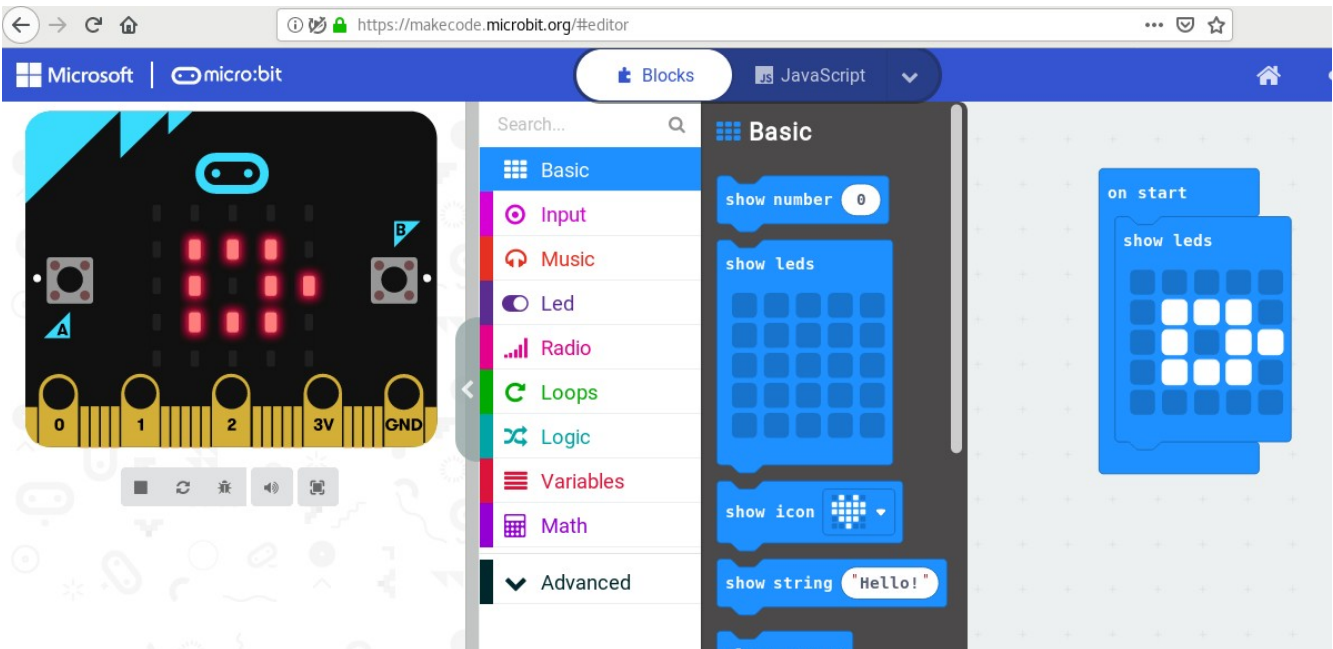 https://makecode.microbit.org/#editor
Microsoft micro:bit
Blocks
JS JavaScript
Search...
Basic
Input
Music
Led
Radio
Loops
Logic
Variables
Math
Advanced
Basic
show number 0
show leds
show icon
show string "Hello!"
on start
show leds
B
A
0 1 2 3V GND